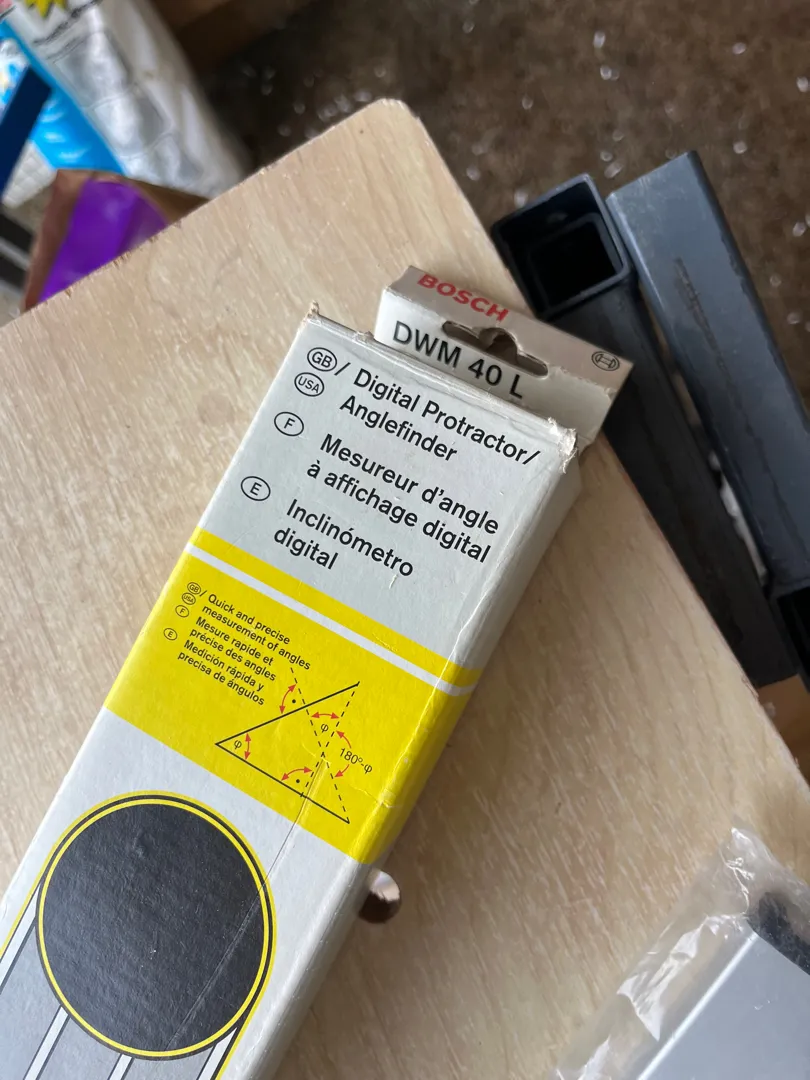 BOSCH
DWM 40 L
GB / Digital Protractor/
USA Anglefinder
F Mesureur d'angle
à affichage digital
E Inclinómetro
digital
GB / Quick and precise
USA measurement of angles
F Mesure rapide et
précise des angles
E Medición rápida y
precisa de ángulos
φ
φ
180°-φ